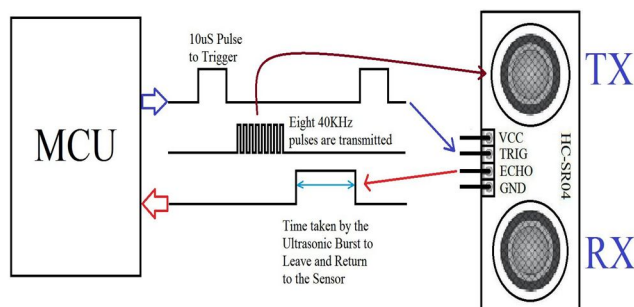 MCU
10uS Pulse
to Trigger
Eight 40KHz
pulses are transmitted
Time taken by the
Ultrasonic Burst to
Leave and Return
to the Sensor
VCC
TRIG
ECHO
GND
HC-SR04
TX
RX